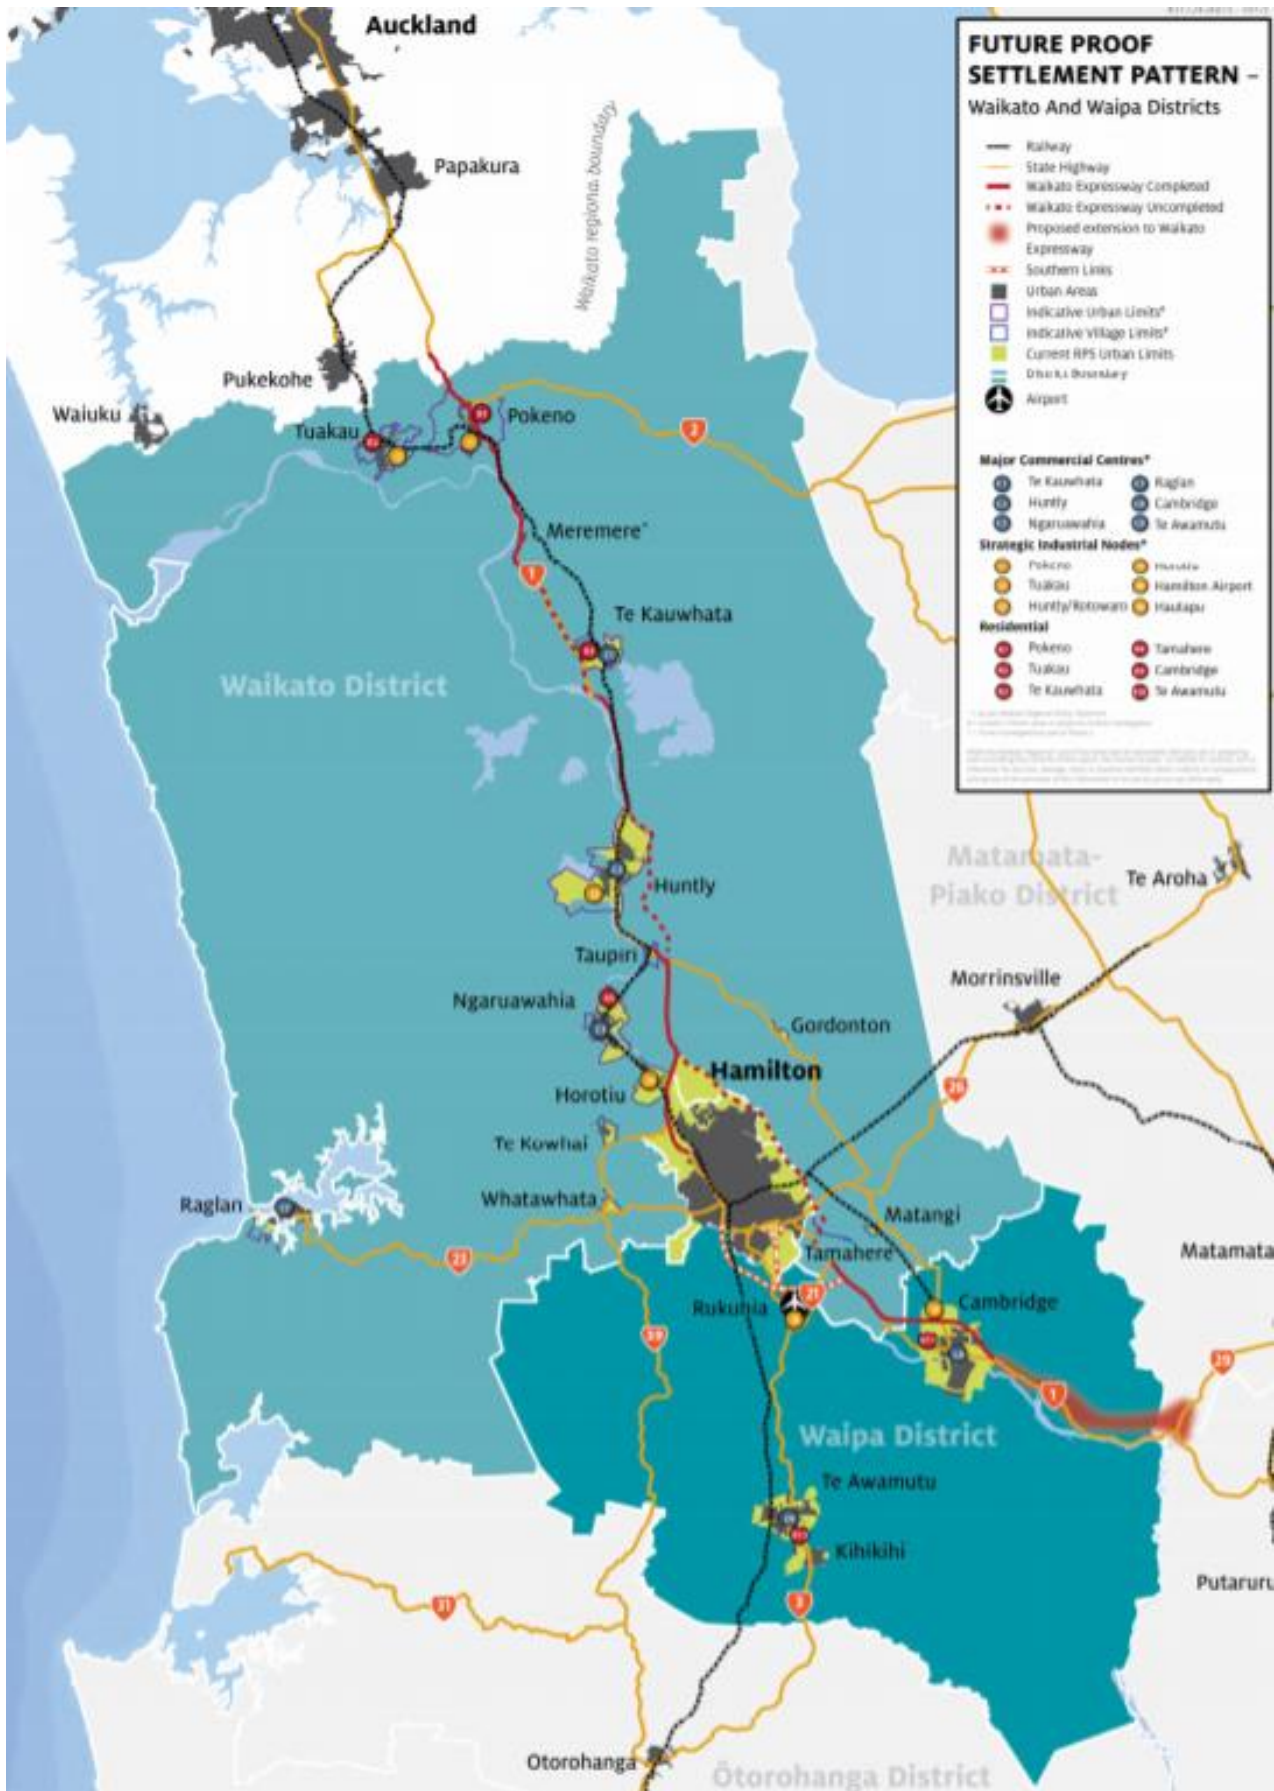 Auckland
Papakura
Waikato regiona boundary
Pukekohe
Waiuku
Tuakau
Pokeno
2
Meremere*
1
Te Kauwhata
Waikato District
Huntly
Taupiri
Ngaruawahia
Gordonton
Hamilton
Horotiu
Te Kowhai
26
Raglan
Whatawhata
Matangi
23
Tamahere
Rukuhia
21
Cambridge
39
1
29
Waipa District
Te Awamutu
Kihikihi
3
31
Otorohanga
Ōtorohanga District
Matamata-
Piako District
Te Aroha
Morrinsville
Matamata
Putaruru
FUTURE PROOF
SETTLEMENT PATTERN –
Waikato And Waipa Districts
Railway
State Highway
Waikato Expressway Completed
Waikato Expressway Uncompleted
Proposed extension to Waikato
Expressway
Southern Links
Urban Areas
Indicative Urban Limits*
Indicative Village Limits*
Current RPS Urban Limits
Districts Boundary
Airport
Major Commercial Centres*
Te Kauwhata
Raglan
Huntly
Cambridge
Ngaruawahia
Te Awamutu
Strategic Industrial Nodes*
Pokeno
Horotiu
Tuakau
Hamilton Airport
Huntly/Rotowaro
Hautapu
Residential
Pokeno
Tamahere
Tuakau
Cambridge
Te Kauwhata
Te Awamutu